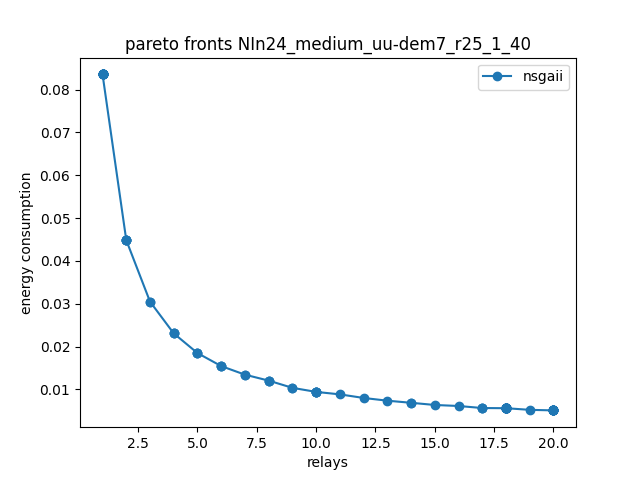 pareto fronts NIn24_medium_uu-dem7_r25_1_40
nsgaii
energy consumption
0.08
0.07
0.06
0.05
0.04
0.03
0.02
0.01
2.5 5.0 7.5 10.0 12.5 15.0 17.5 20.0
relays